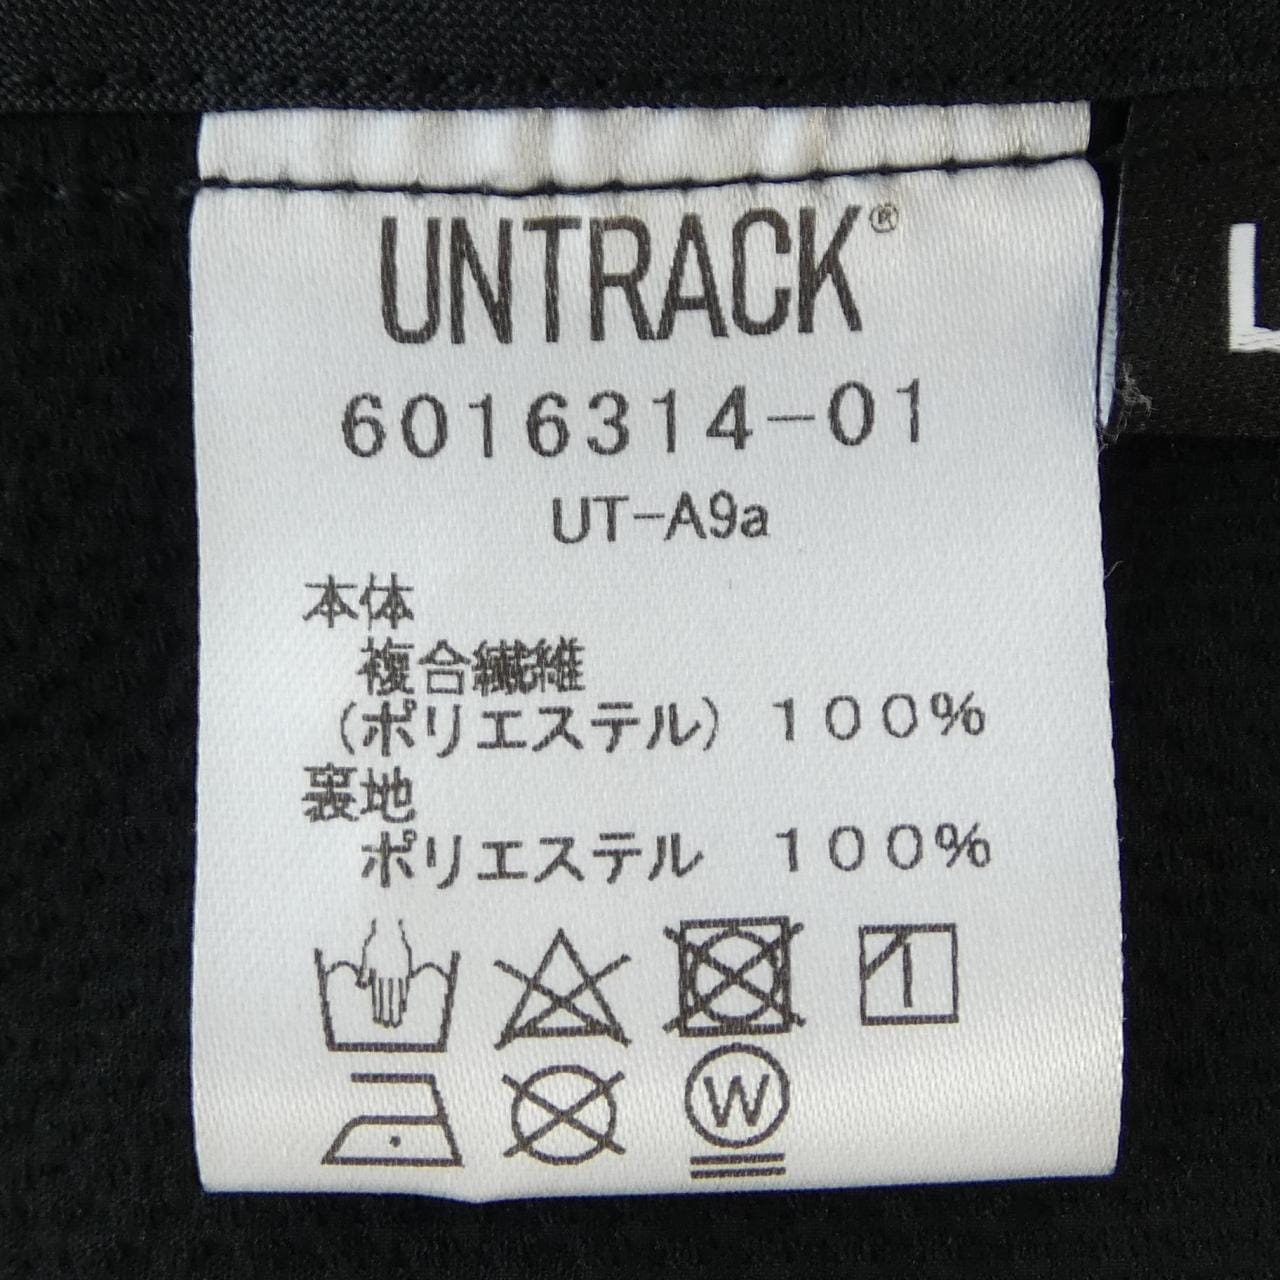 UNTRACK®
6016314-01
UT-A9a
本体
複合繊維
(ポリエステル) 100%
裏地
ポリエステル 100%
W
L